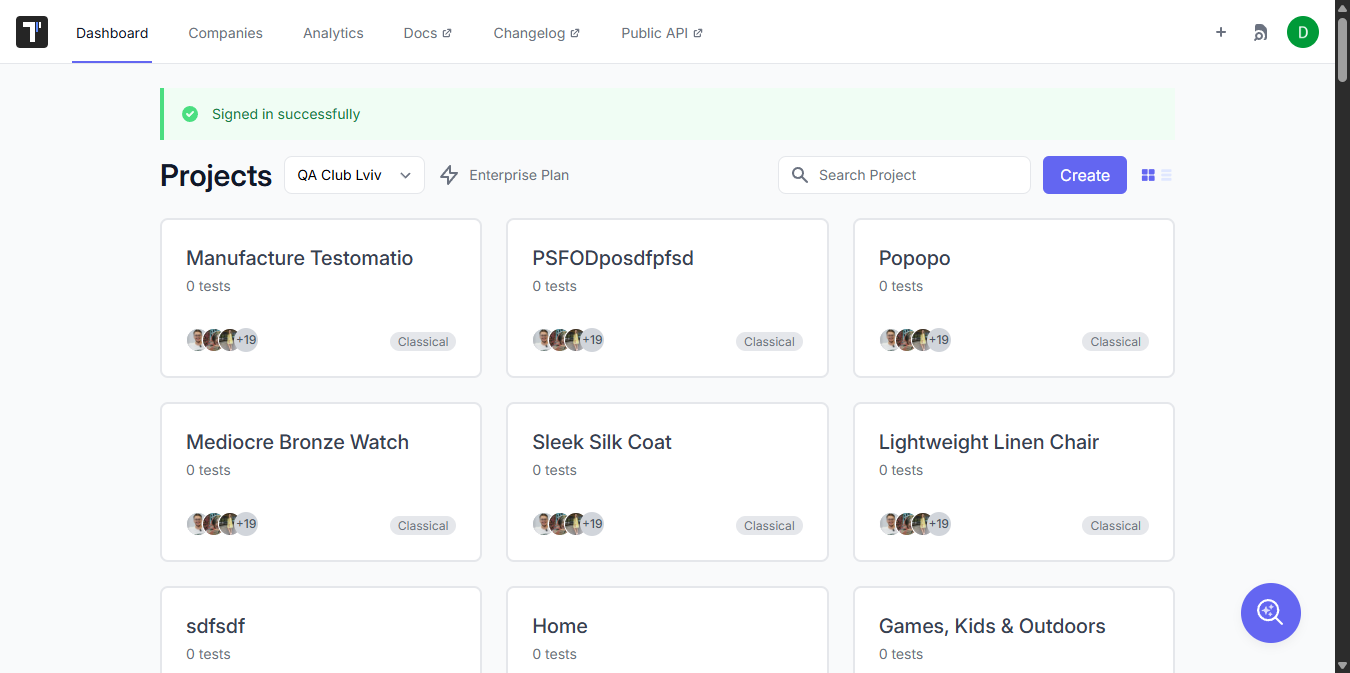 Dashboard
Companies
Analytics
Docs
Changelog
Public API
D
Signed in successfully
Projects
QA Club Lviv
Enterprise Plan
Search Project
Create
Manufacture Testomatio
0 tests
+19
Classical
PSFODposdfpfsd
0 tests
+19
Classical
Popopo
0 tests
+19
Classical
Mediocre Bronze Watch
0 tests
+19
Classical
Sleek Silk Coat
0 tests
+19
Classical
Lightweight Linen Chair
0 tests
+19
Classical
sdfsdf
0 tests
Home
0 tests
Games, Kids & Outdoors
0 tests